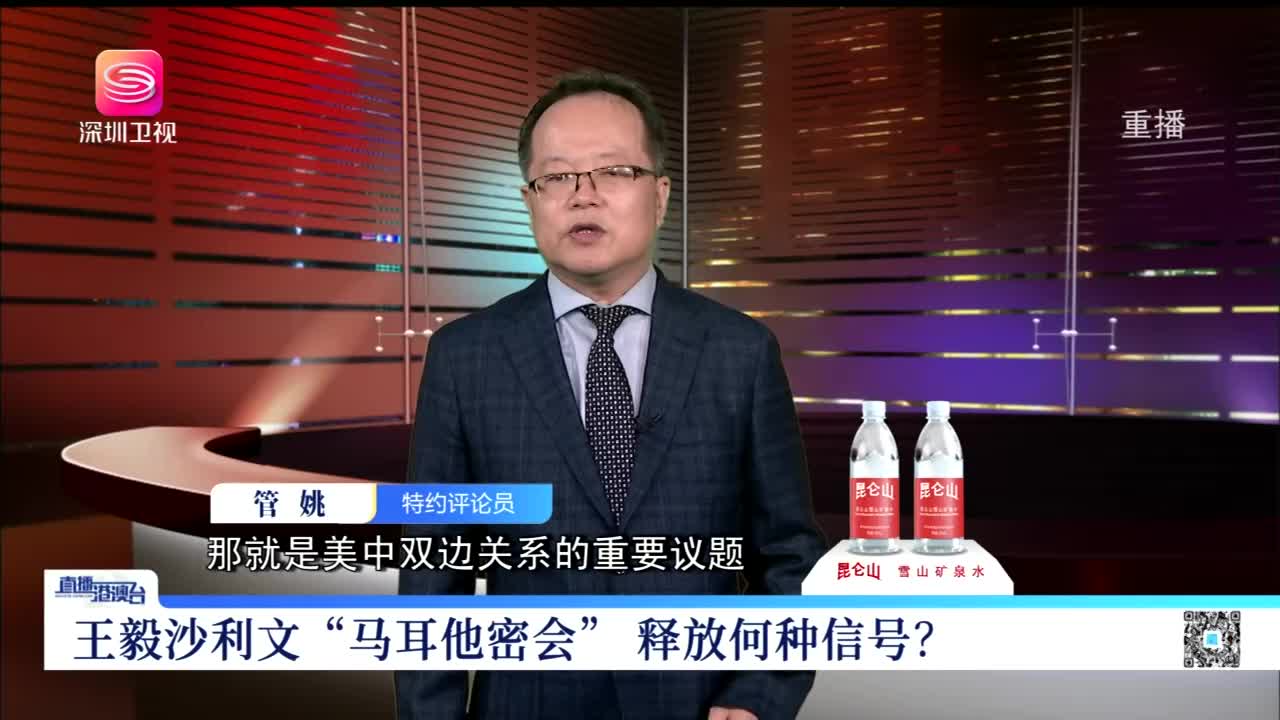 深圳卫视
重播
管姚
特约评论员
那就是美中双边关系的重要议题
昆仑山
昆仑山
昆仑山 雪山矿泉水
直播港澳台
王毅沙利文“马耳他密会” 释放何种信号?